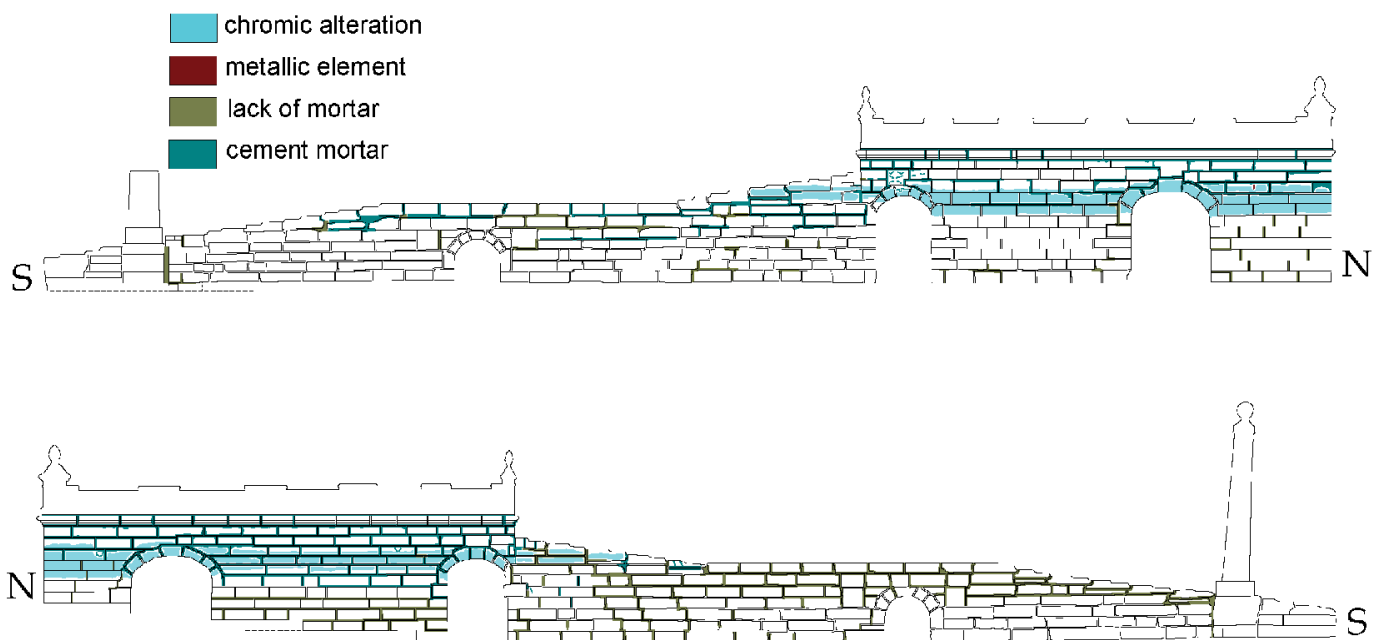 chromic alteration
metallic element
lack of mortar
cement mortar
S
N
N
S